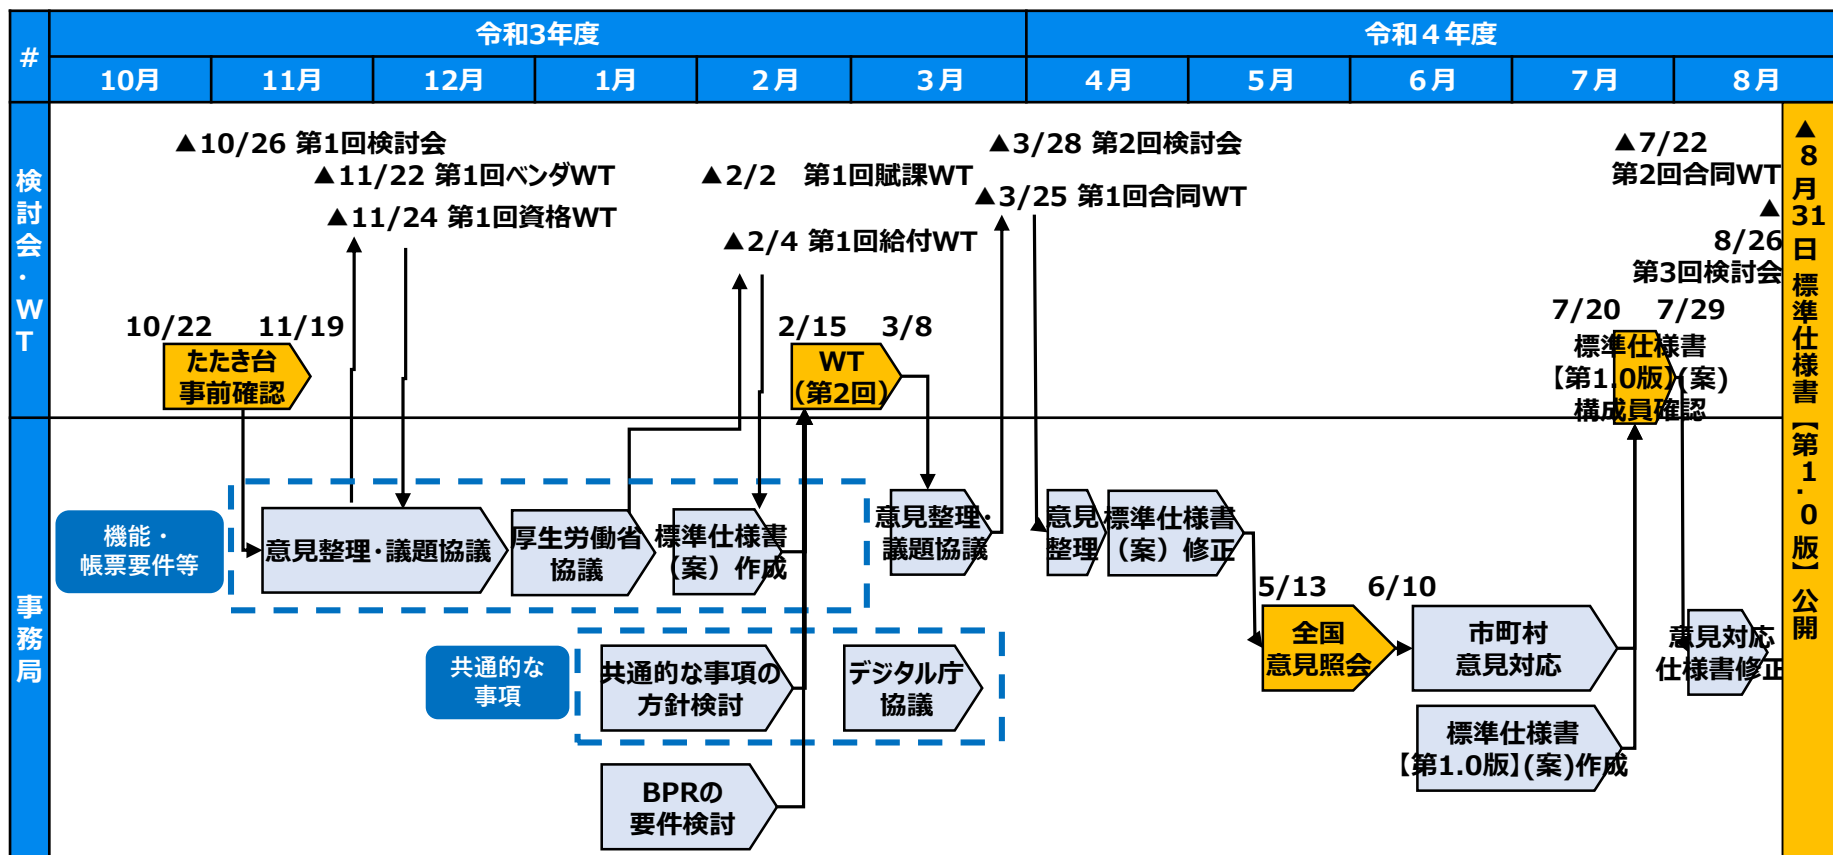 #
令和3年度
令和４年度
10月
11月
12月
1月
２月
３月
４月
５月
６月
７月
８月
検討会・WT
▲10/26 第1回検討会
▲11/22 第1回ベンダWT
▲11/24 第1回資格WT
▲2/2　第1回賦課WT
▲2/4 第1回給付WT
▲3/28 第2回検討会
▲3/25 第1回合同WT
▲7/22
第2回合同WT
▲
8/26
第3回検討会
10/22
11/19
たたき台
事前確認
2/15
3/8
WT
（第2回）
7/20
7/29
標準仕様書
【第1.0版】(案)
構成員確認
▲8月31日 標準仕様書【第1.0版】公開
事務局
機能・
帳票要件等
意見整理・議題協議
厚生労働省
協議
標準仕様書
（案）作成
意見整理・
議題協議
意見
整理
標準仕様書
（案）修正
5/13
6/10
全国
意見照会
市町村
意見対応
意見対応
仕様書修正
共通的な
事項
共通的な事項の
方針検討
デジタル庁
協議
標準仕様書
【第1.0版】(案)作成
BPRの
要件検討